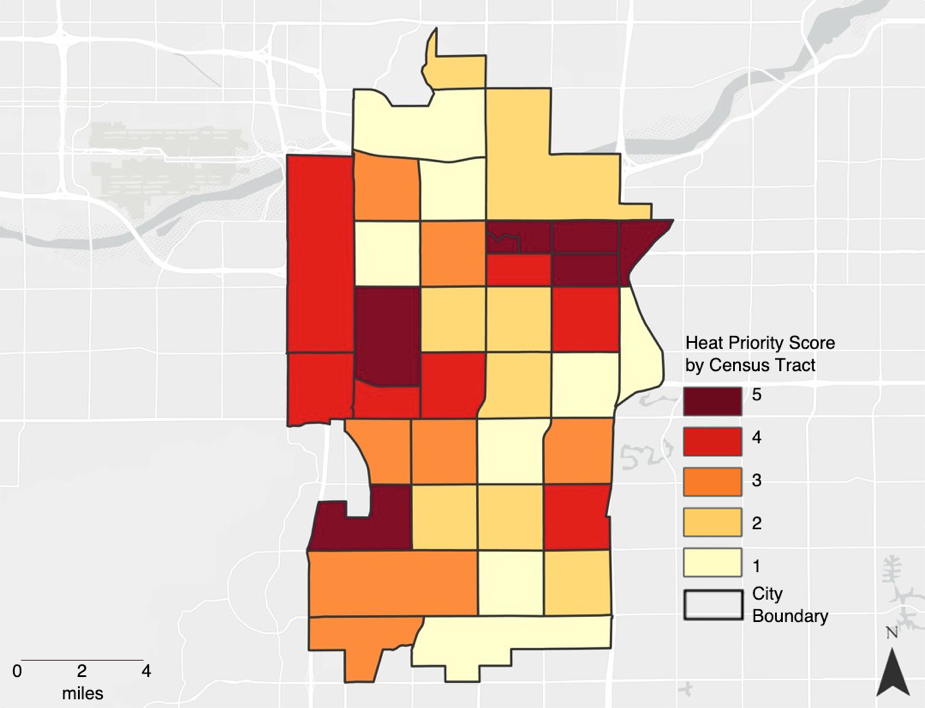 Heat Priority Score
by Census Tract
5
4
3
2
1
City
Boundary
N
0 2 4
miles